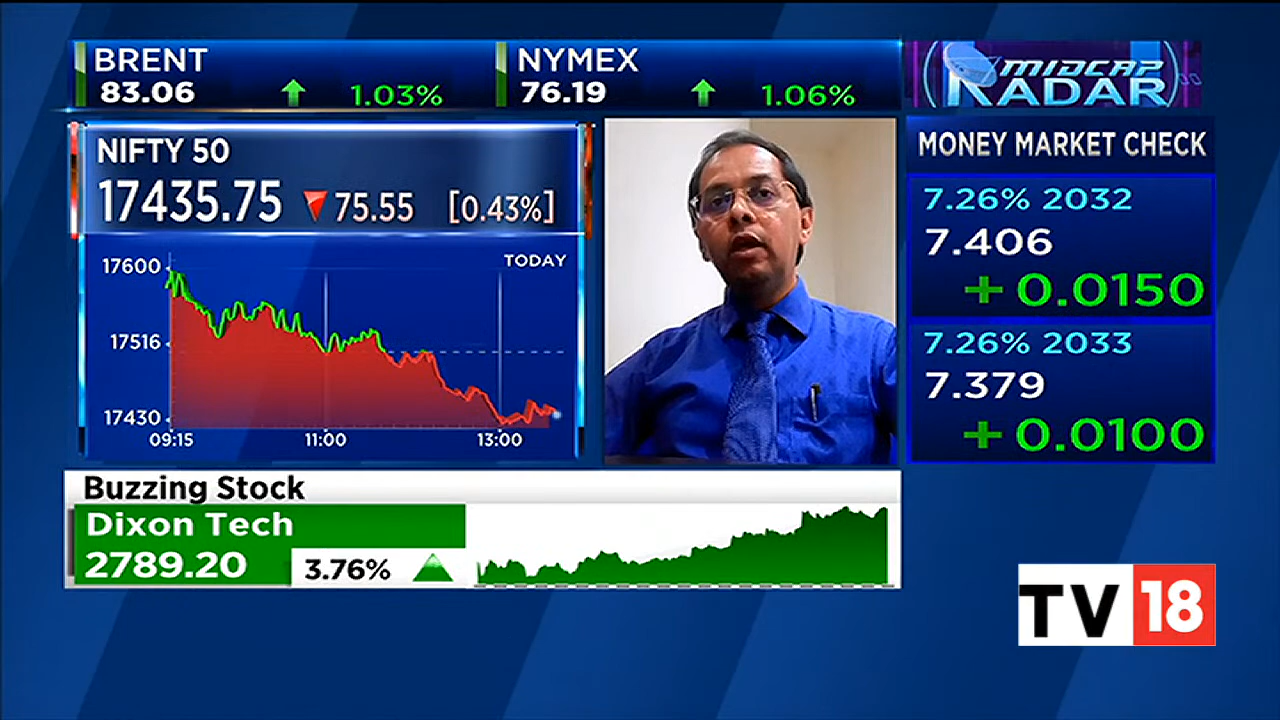 BRENT
83.06 1.03%
NYMEX
76.19 1.06%
MIDCAP
RADAR
NIFTY 50
17435.75 75.55 [0.43%]
TODAY
17600
17516
17430
09:15 11:00 13:00
MONEY MARKET CHECK
7.26% 2032
7.406
+ 0.0150
7.26% 2033
7.379
+ 0.0100
Buzzing Stock
Dixon Tech
2789.20 3.76%
TV 18